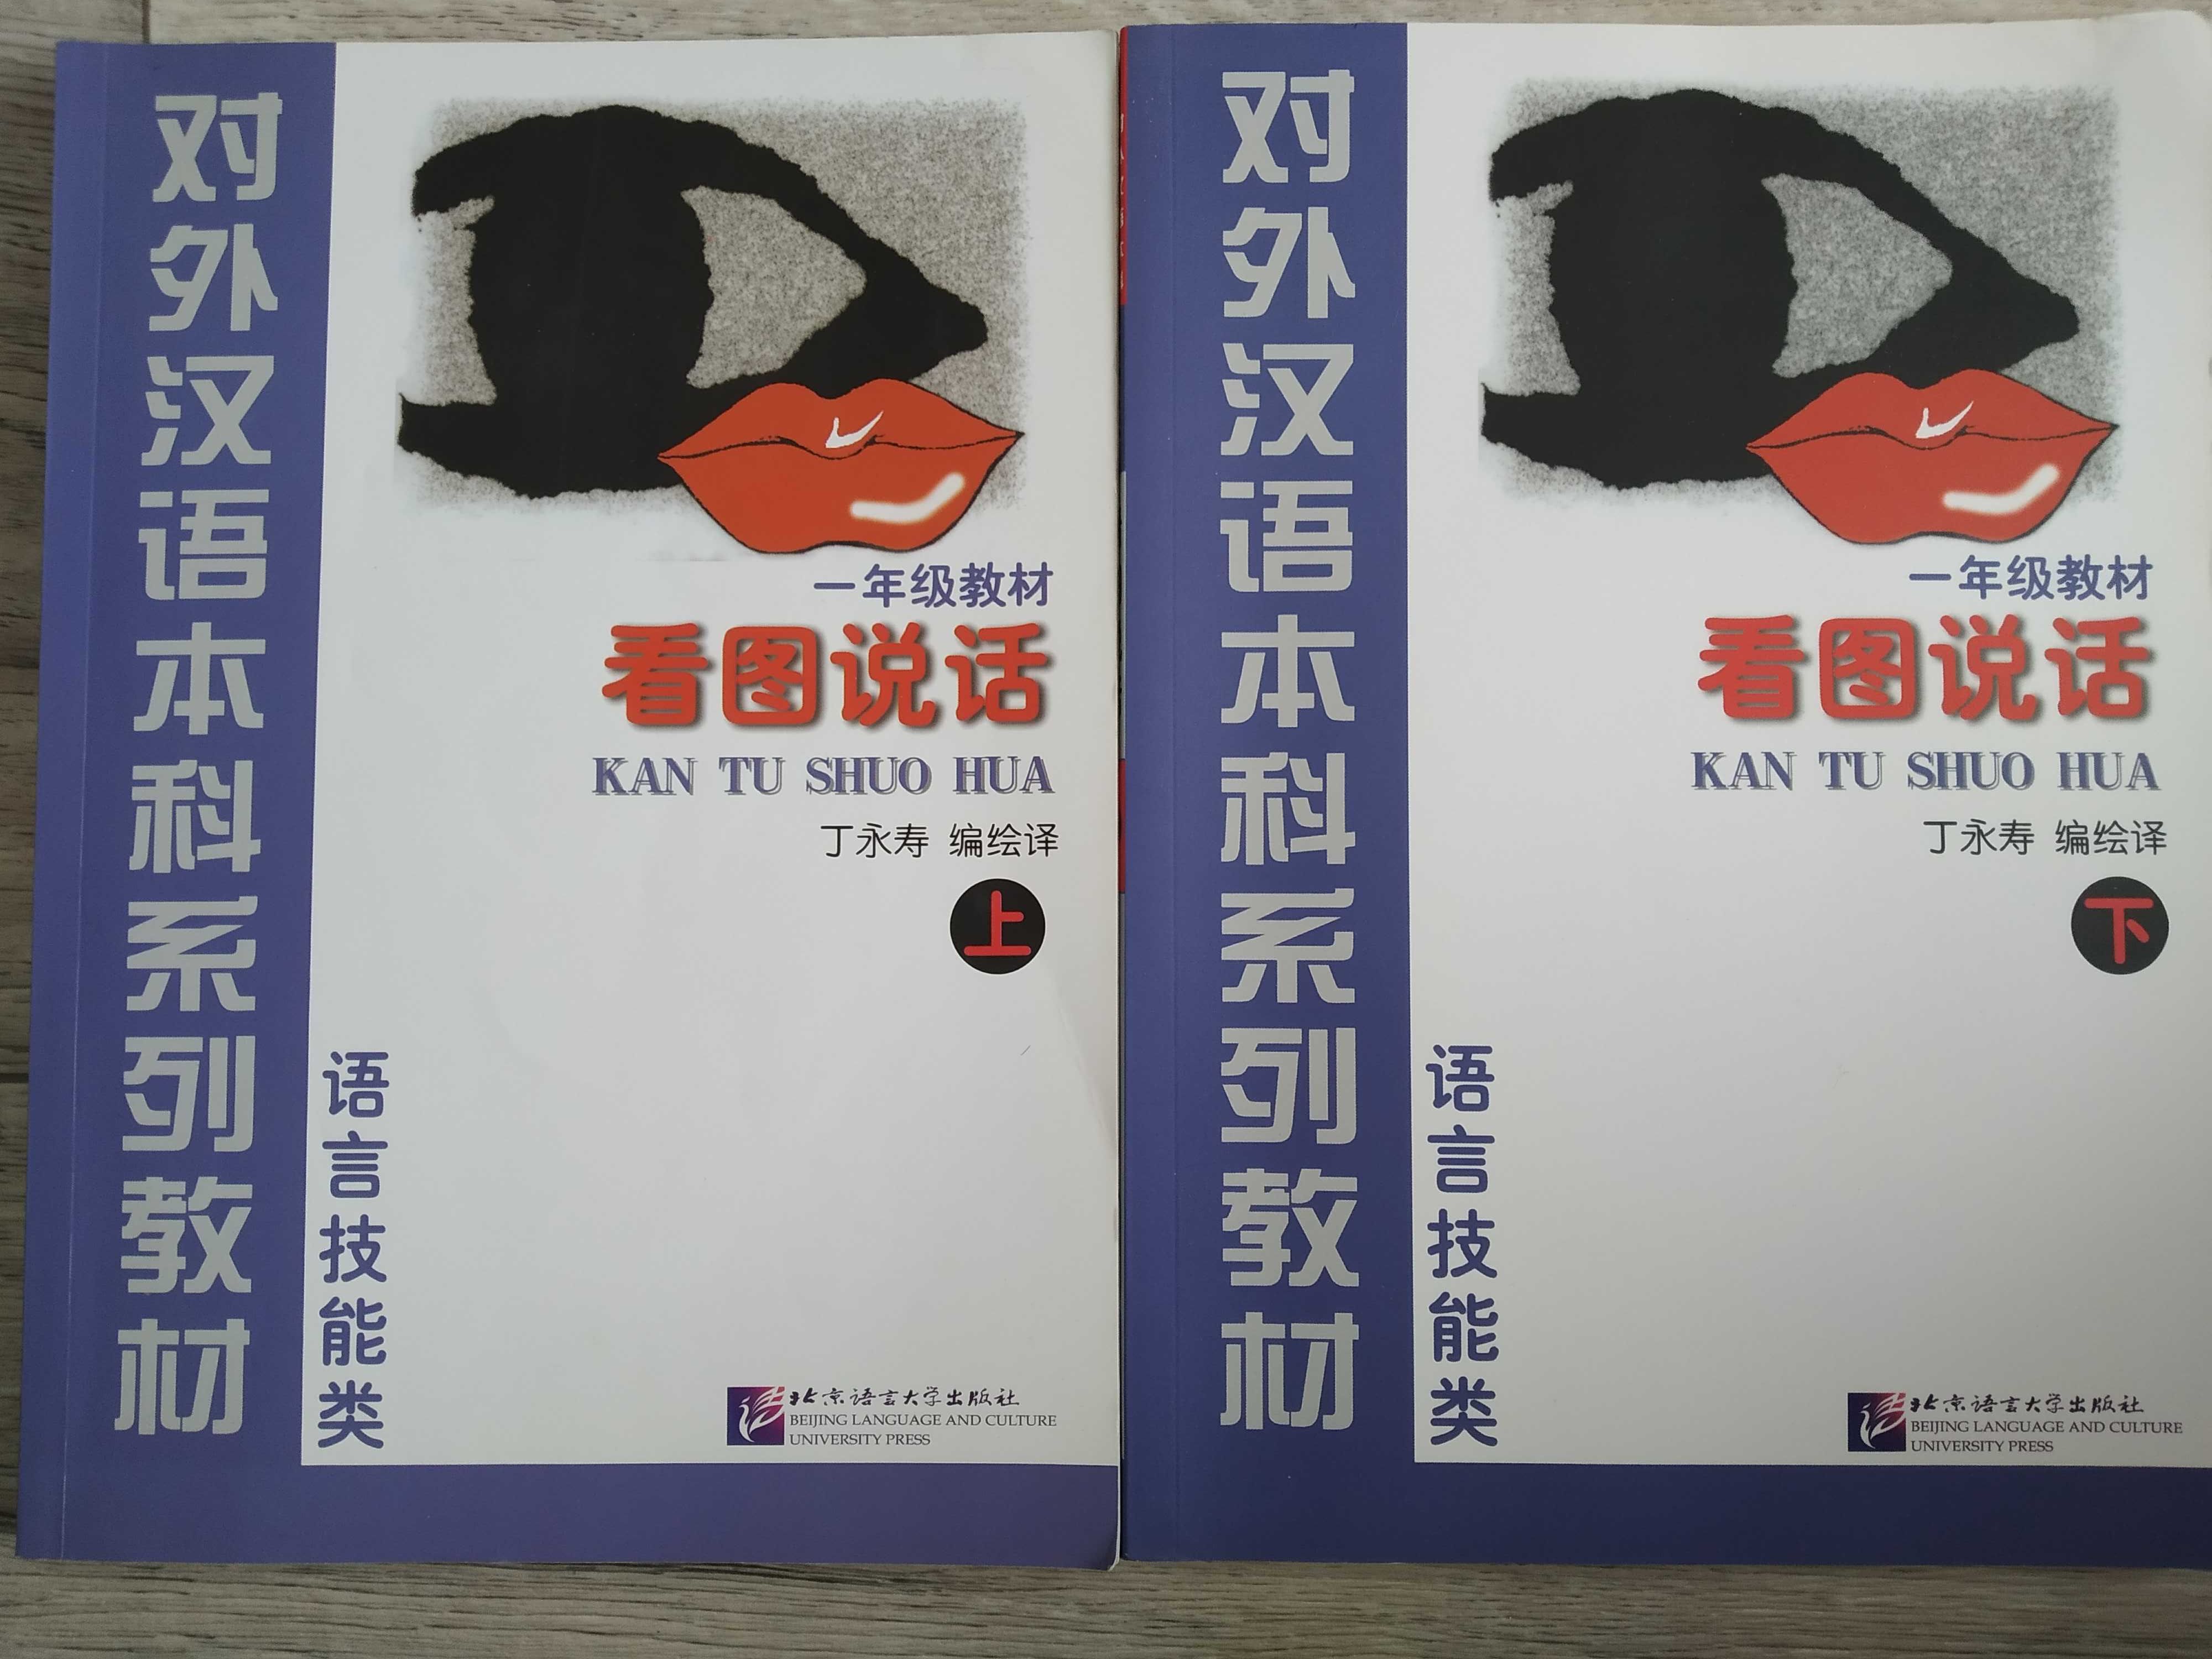 对外汉语本科系列教材
一年级教材
看图说话
KAN TU SHUO HUA
丁永寿 编绘译
上
语言技能类
北京语言大学出版社
BEIJING LANGUAGE AND CULTURE
UNIVERSITY PRESS
对外汉语本科系列教材
一年级教材
看图说话
KAN TU SHUO HUA
丁永寿 编绘译
下
语言技能类
北京语言大学出版社
BEIJING LANGUAGE AND CULTURE
UNIVERSITY PRESS